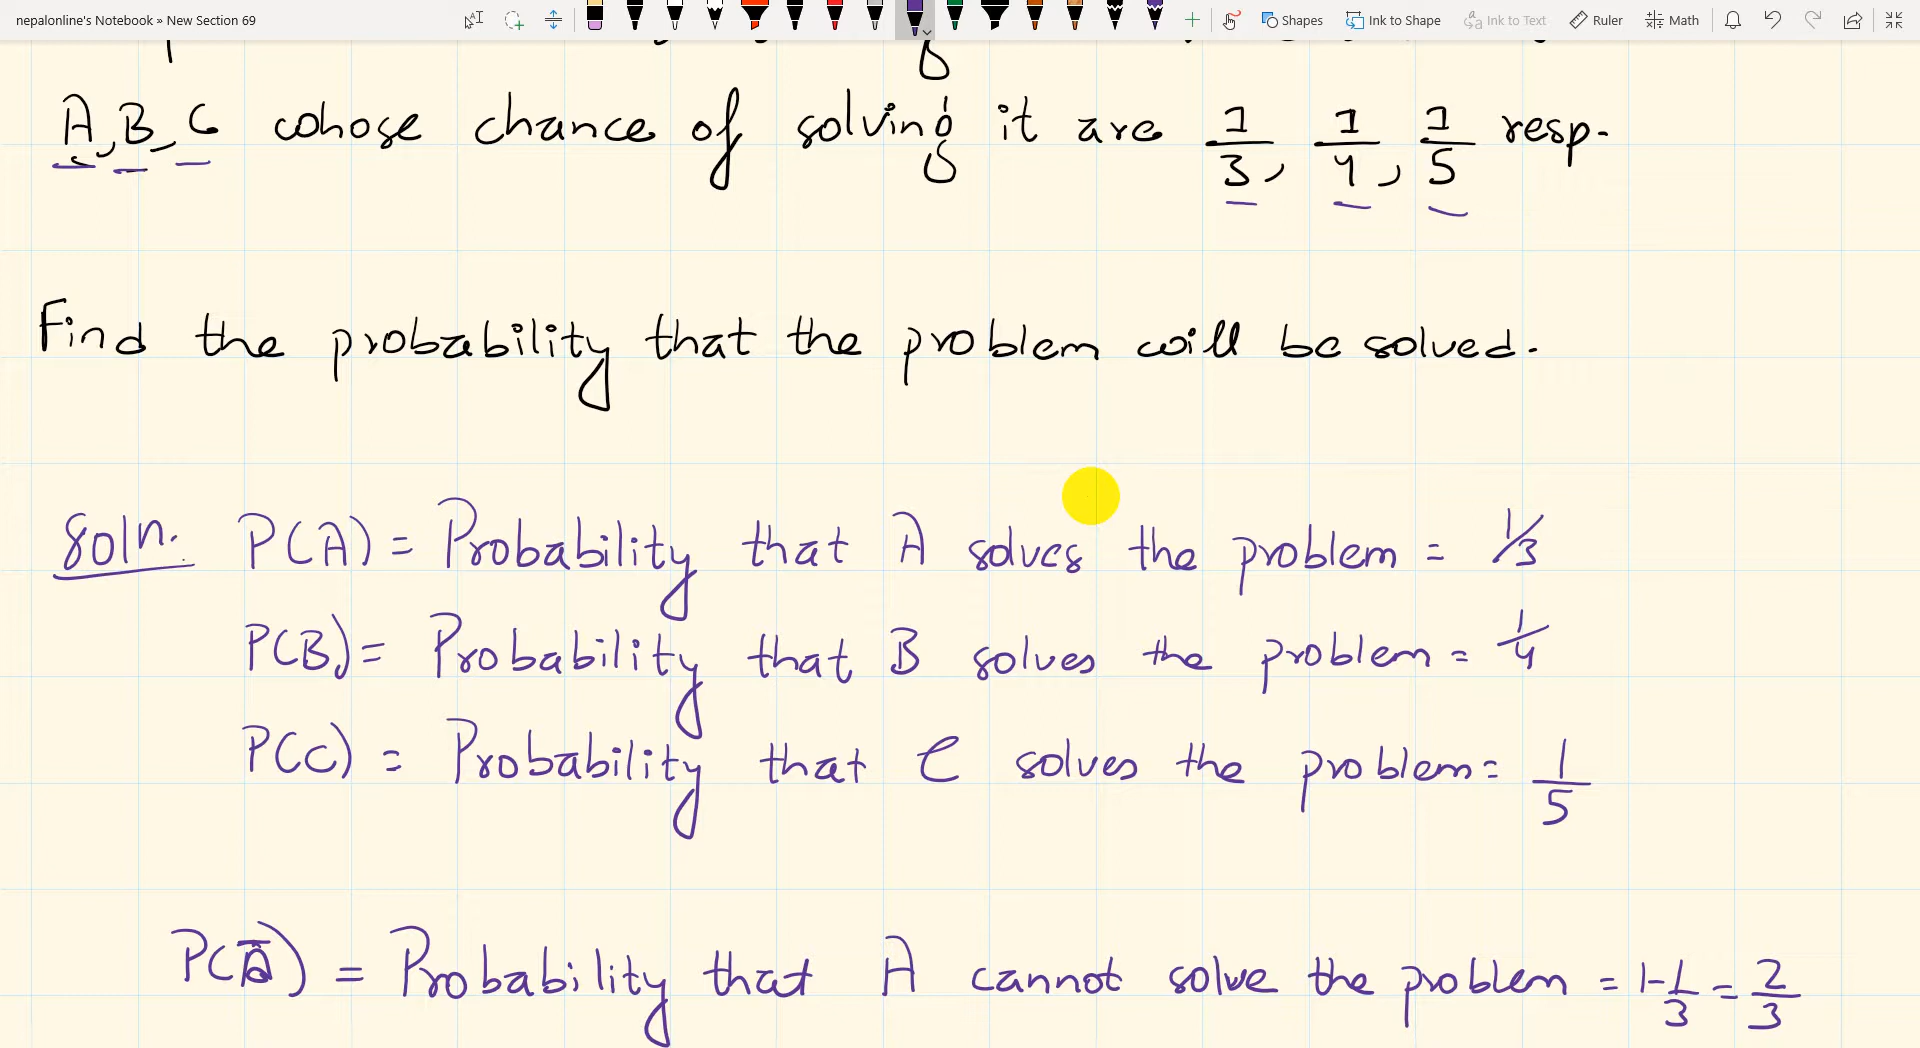 nepalonline's Notebook » New Section 69 Shapes Ink to Shape Ink to Text Ruler Math
A, B, C whose chance of solving it are 1/3, 1/4, 1/5 resp.
Find the probability that the problem will be solved.
Soln. P(A) = Probability that A solves the problem = 1/3
P(B) = Probability that B solves the problem = 1/4
P(C) = Probability that C solves the problem = 1/5
P(Ā) = Probability that A cannot solve the problem = 1-1/3 = 2/3